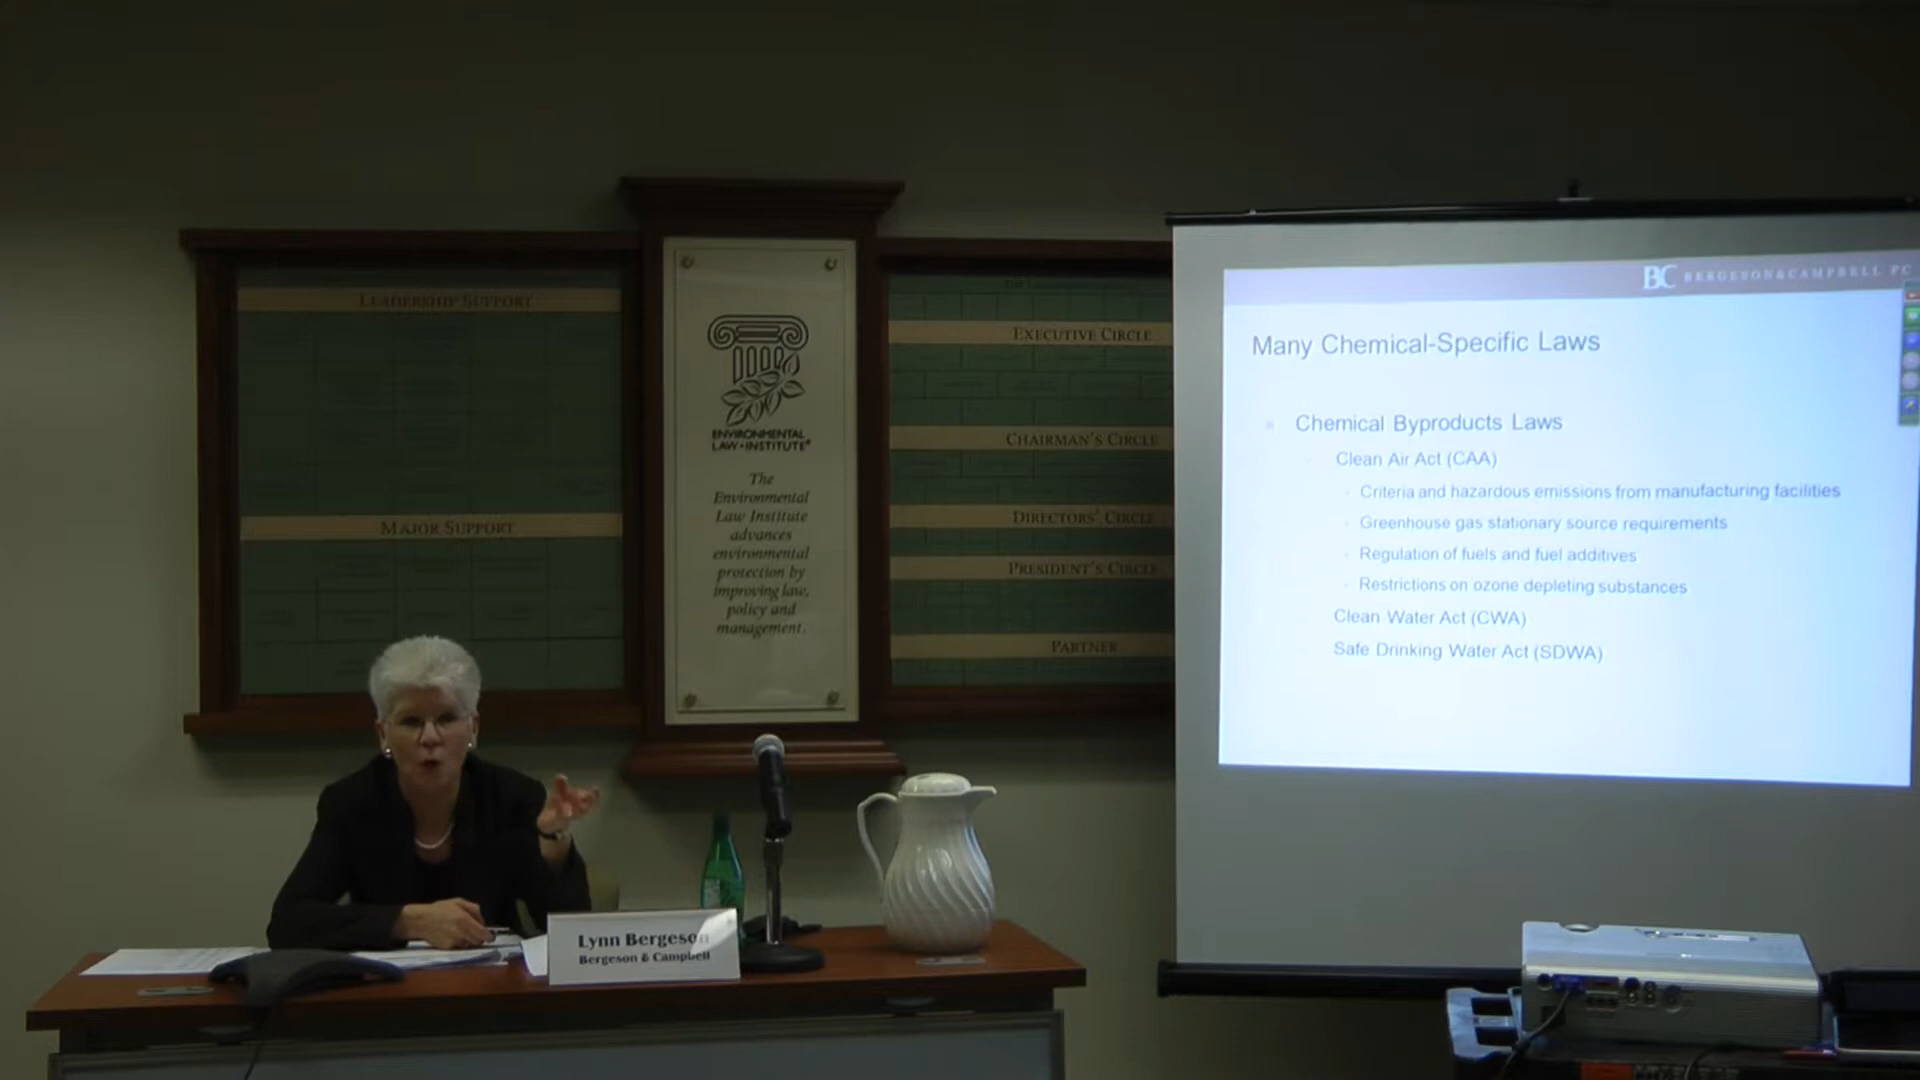 LEADERSHIP SUPPORT
MAJOR SUPPORT
ENVIRONMENTAL
LAW•INSTITUTE®
The
Environmental
Law Institute
advances
environmental
protection by
improving law,
policy and
management.
EXECUTIVE CIRCLE
CHAIRMAN'S CIRCLE
DIRECTORS' CIRCLE
PRESIDENT'S CIRCLE
PARTNER
BC BERGESON&CAMPBELL PC
Many Chemical-Specific Laws
Chemical Byproducts Laws
Clean Air Act (CAA)
Criteria and hazardous emissions from manufacturing facilities
Greenhouse gas stationary source requirements
Regulation of fuels and fuel additives
Restrictions on ozone depleting substances
Clean Water Act (CWA)
Safe Drinking Water Act (SDWA)
Lynn Bergeson
Bergeson & Campbell